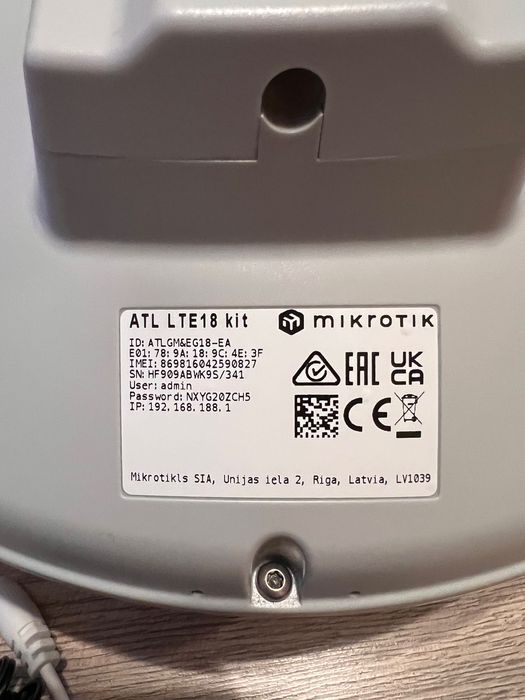 ATL LTE18 kit
MIKROTIK
ID: ATLGM&EG18-EA
E01: 78: 9A: 18: 9C: 4E: 3F
IMEI: 869816042590827
SN: HF909ABWK9S/341
User: admin
Password: NXYG20ZCH5
IP: 192.168.188.1
EAC
UK
CA
CE
Mikrotikls SIA, Unijas iela 2, Riga, Latvia, LV1039